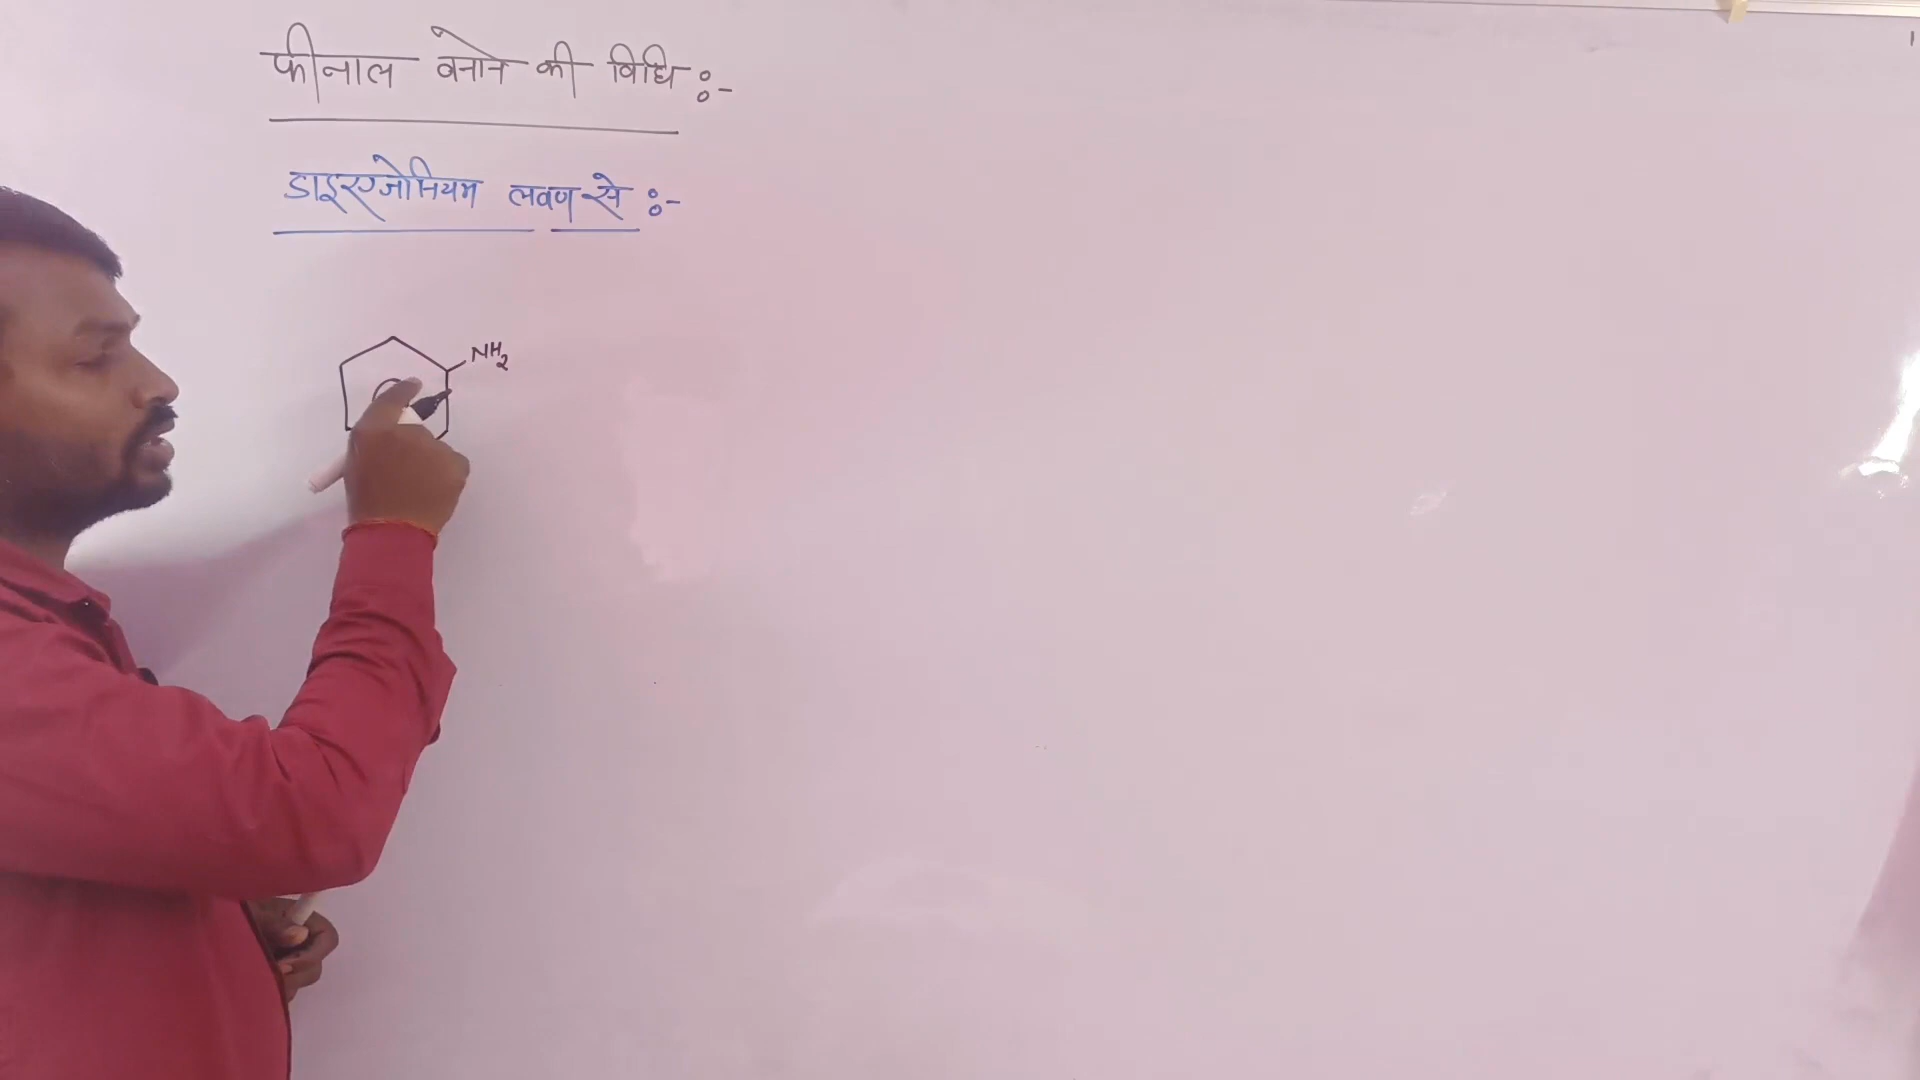 फीनाल बनाने की विधि :-
डाइएजोनियम लवण से :-
NH2